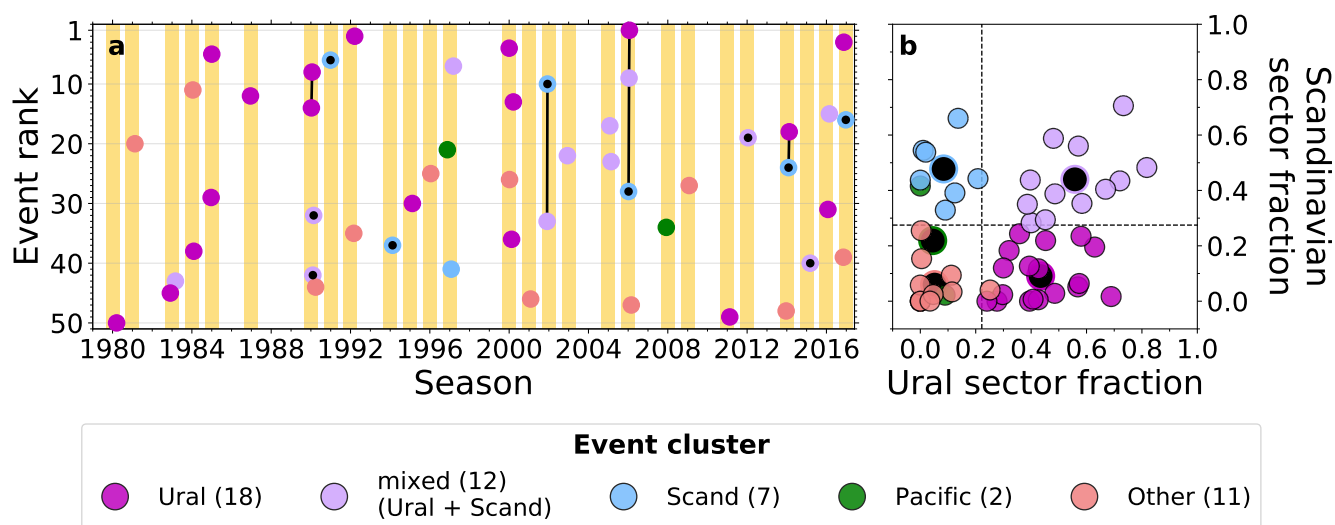 a
1
10
20
30
40
50
Event rank
1980 1984 1988 1992 1996 2000 2004 2008 2012 2016
Season
b
1.0
0.8
0.6
0.4
0.2
0.0
Scandinavian
sector fraction
0.0 0.2 0.4 0.6 0.8 1.0
Ural sector fraction
Event cluster
Ural (18)
mixed (12)
(Ural + Scand)
Scand (7)
Pacific (2)
Other (11)